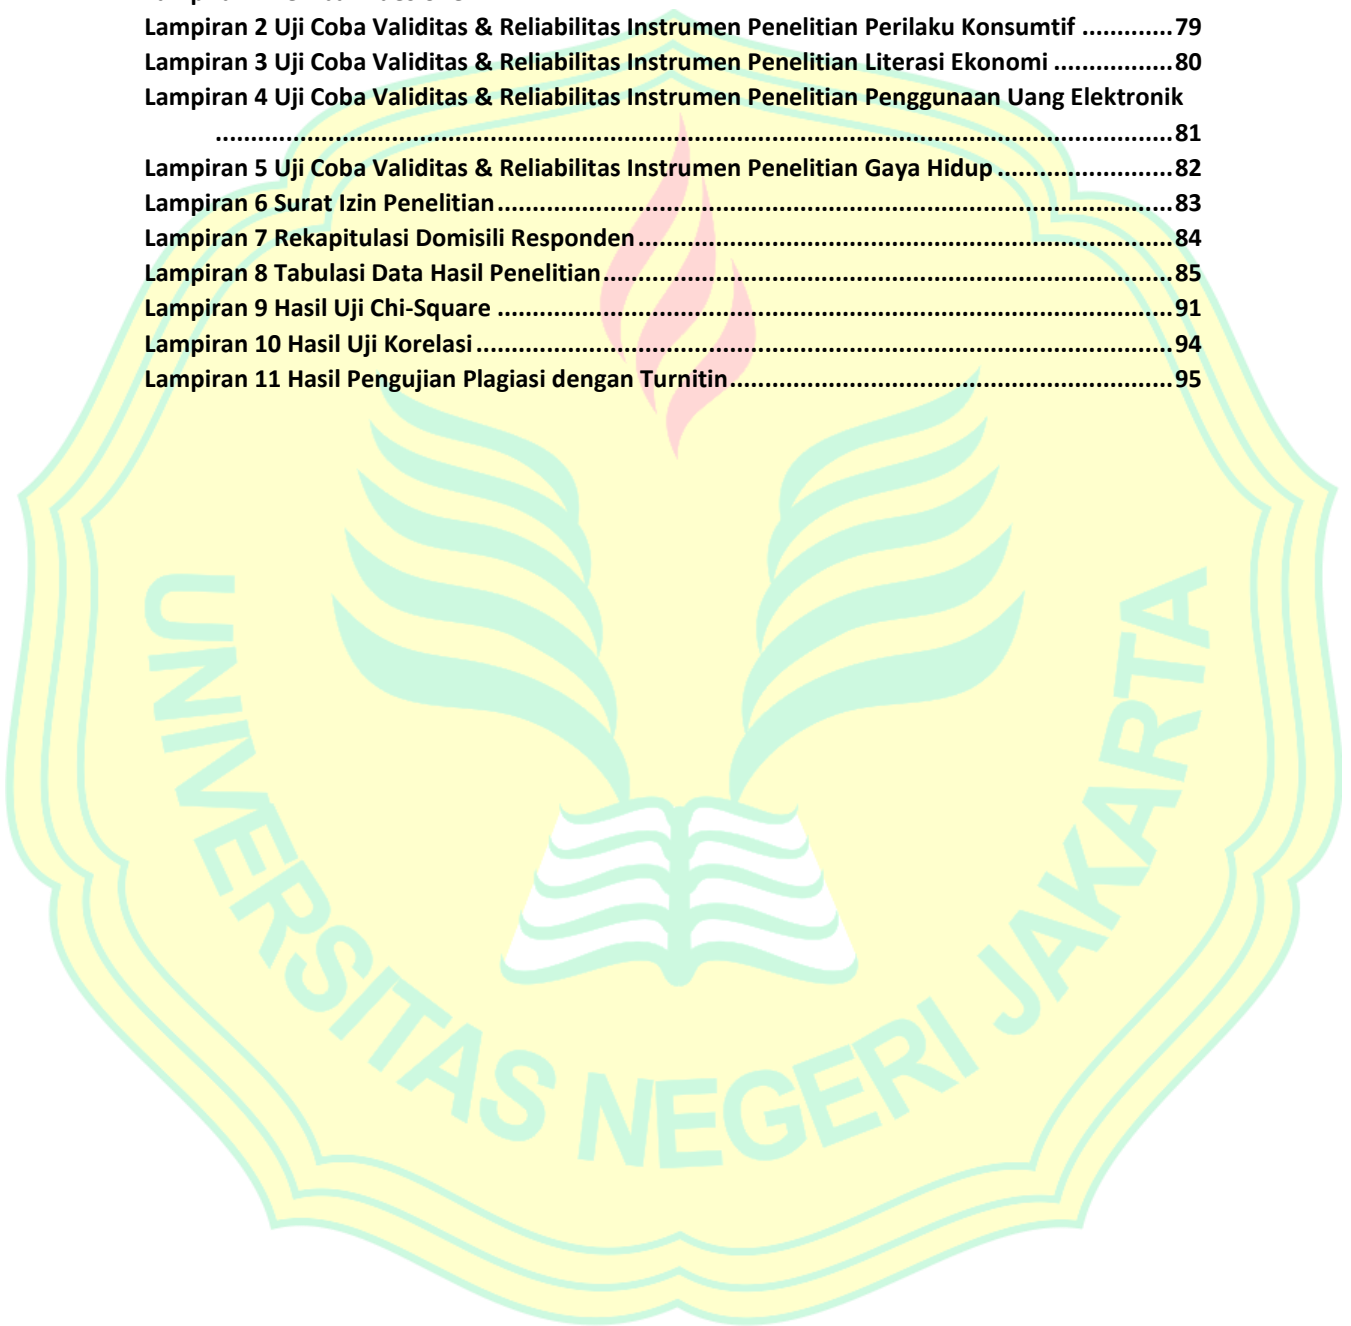 Lampiran 2 Uji Coba Validitas & Reliabilitas Instrumen Penelitian Perilaku Konsumtif .............79
Lampiran 3 Uji Coba Validitas & Reliabilitas Instrumen Penelitian Literasi Ekonomi .................80
Lampiran 4 Uji Coba Validitas & Reliabilitas Instrumen Penelitian Penggunaan Uang Elektronik
.......................................................................................................................................81
Lampiran 5 Uji Coba Validitas & Reliabilitas Instrumen Penelitian Gaya Hidup .........................82
Lampiran 6 Surat Izin Penelitian................................................................................................83
Lampiran 7 Rekapitulasi Domisili Responden............................................................................84
Lampiran 8 Tabulasi Data Hasil Penelitian.................................................................................85
Lampiran 9 Hasil Uji Chi-Square ................................................................................................91
Lampiran 10 Hasil Uji Korelasi...................................................................................................94
Lampiran 11 Hasil Pengujian Plagiasi dengan Turnitin...............................................................95
UNIVERSITAS NEGERI JAKARTA